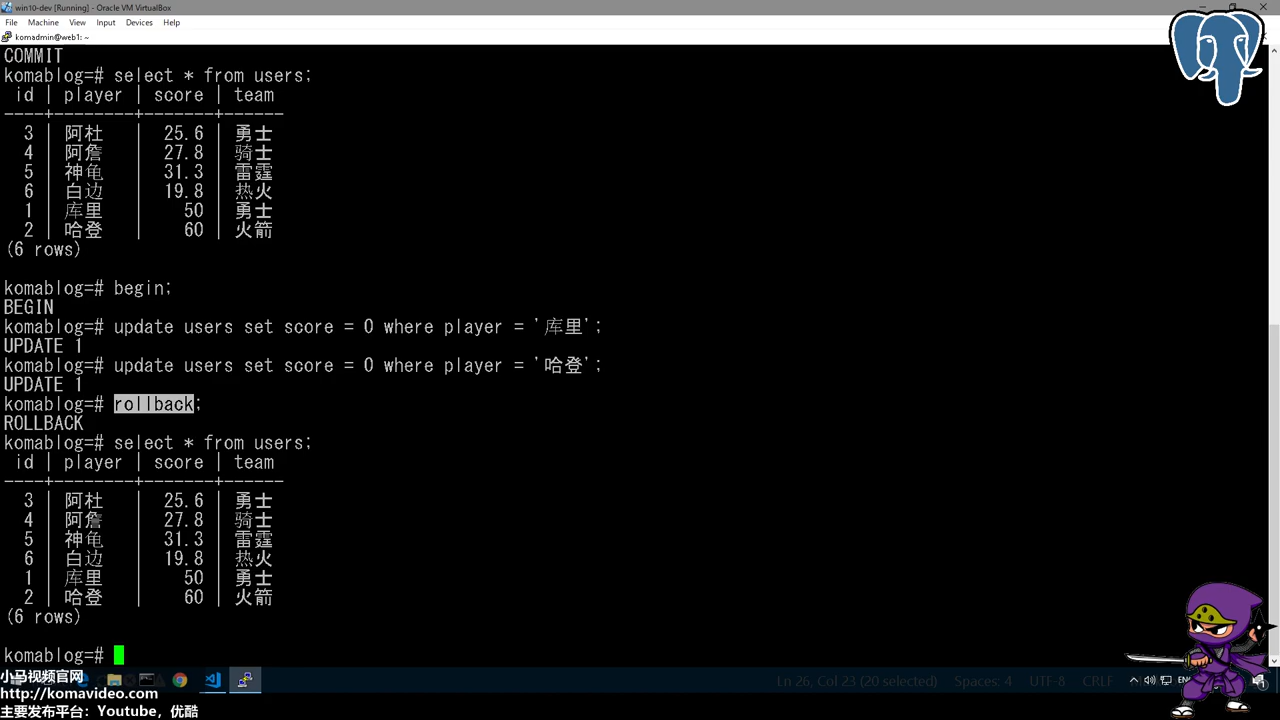 win10-dev [Running] - Oracle VM VirtualBox
File Machine View Input Devices Help
komadmin@web1: ~
COMMIT
komablog=# select * from users;
id | player | score | team
----+--------+-------+------
3 | 阿杜 | 25.6 | 勇士
4 | 阿詹 | 27.8 | 骑士
5 | 神龟 | 31.3 | 雷霆
6 | 白边 | 19.8 | 热火
1 | 库里 | 50 | 勇士
2 | 哈登 | 60 | 火箭
(6 rows)
komablog=# begin;
BEGIN
komablog=# update users set score = 0 where player = '库里';
UPDATE 1
komablog=# update users set score = 0 where player = '哈登';
UPDATE 1
komablog=# rollback;
ROLLBACK
komablog=# select * from users;
id | player | score | team
----+--------+-------+------
3 | 阿杜 | 25.6 | 勇士
4 | 阿詹 | 27.8 | 骑士
5 | 神龟 | 31.3 | 雷霆
6 | 白边 | 19.8 | 热火
1 | 库里 | 50 | 勇士
2 | 哈登 | 60 | 火箭
(6 rows)
komablog=#
小马视频官网
http://komavideo.com
主要发布平台：Youtube，优酷
Ln 26, Col 23 (20 selected) Spaces: 4 UTF-8 CRLF